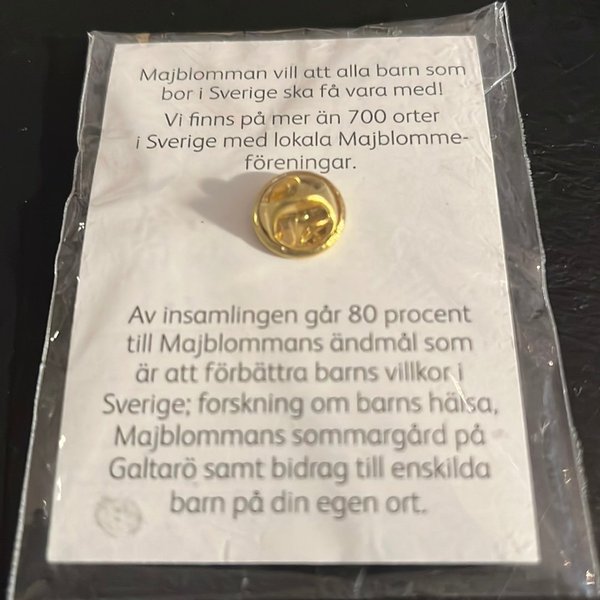 Majblomman vill att alla barn som
bor i Sverige ska få vara med!
Vi finns på mer än 700 orter
i Sverige med lokala Majblomme-
föreningar.
Av insamlingen går 80 procent
till Majblommans ändmål som
är att förbättra barns villkor i
Sverige; forskning om barns hälsa,
Majblommans sommargård på
Galtarö samt bidrag till enskilda
barn på din egen ort.